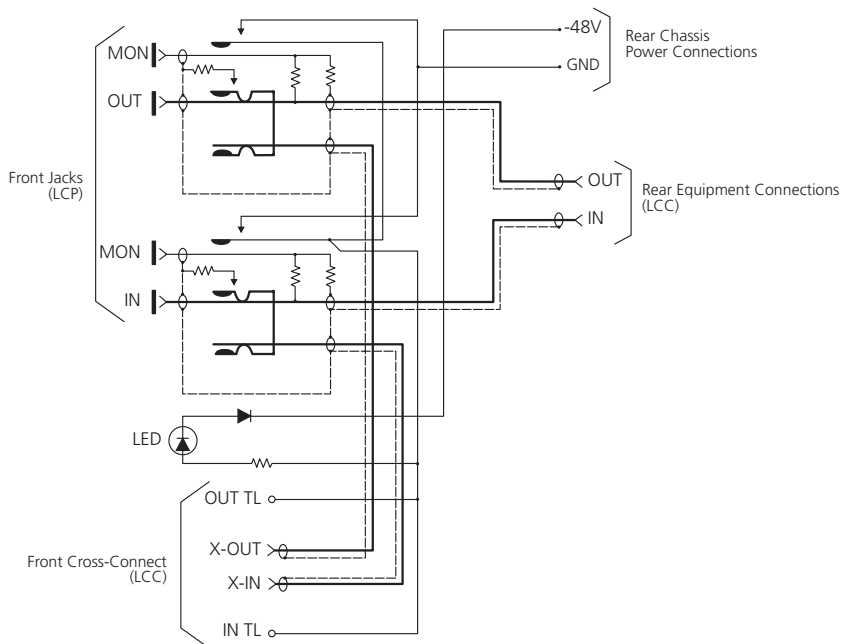 -48V
Rear Chassis
Power Connections
GND
MON
OUT
Front Jacks
(LCP)
OUT
Rear Equipment Connections
(LCC)
IN
MON
IN
LED
OUT TL
X-OUT
Front Cross-Connect
(LCC)
X-IN
IN TL